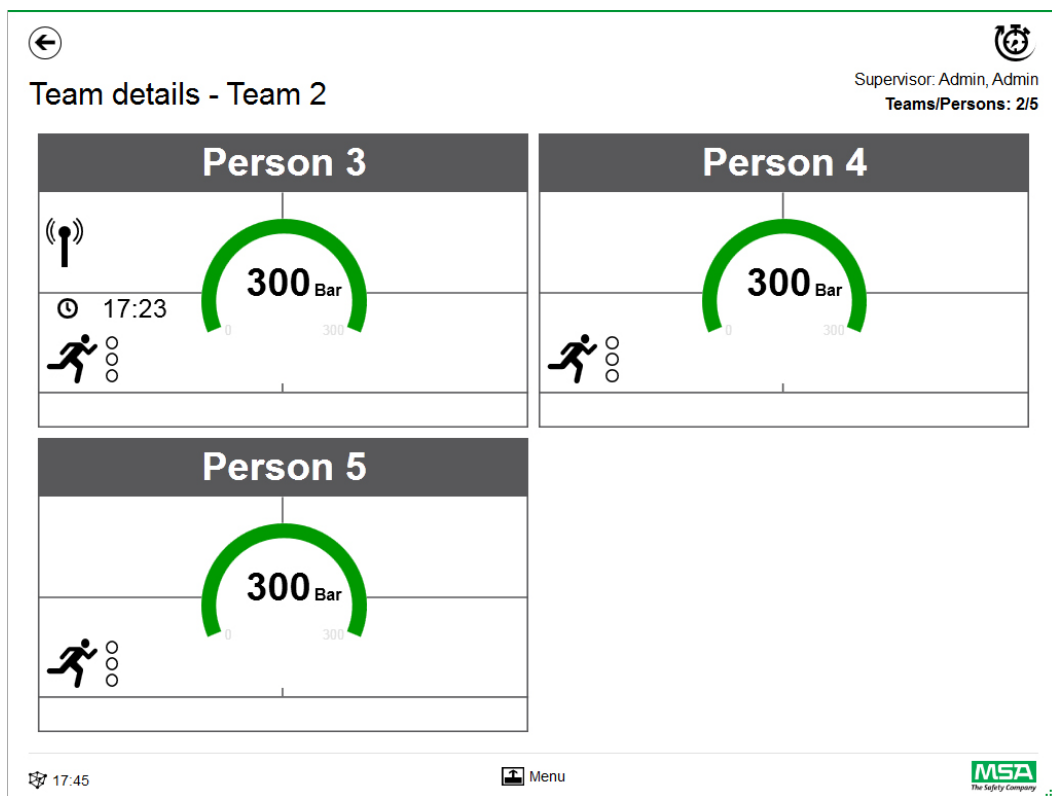 Supervisor: Admin, Admin
Team details - Team 2
Teams/Persons: 2/5
Person 3
300 Bar
0 300
17:23
Person 4
300 Bar
0 300
Person 5
300 Bar
0 300
17:45
Menu
MSA
The Safety Company